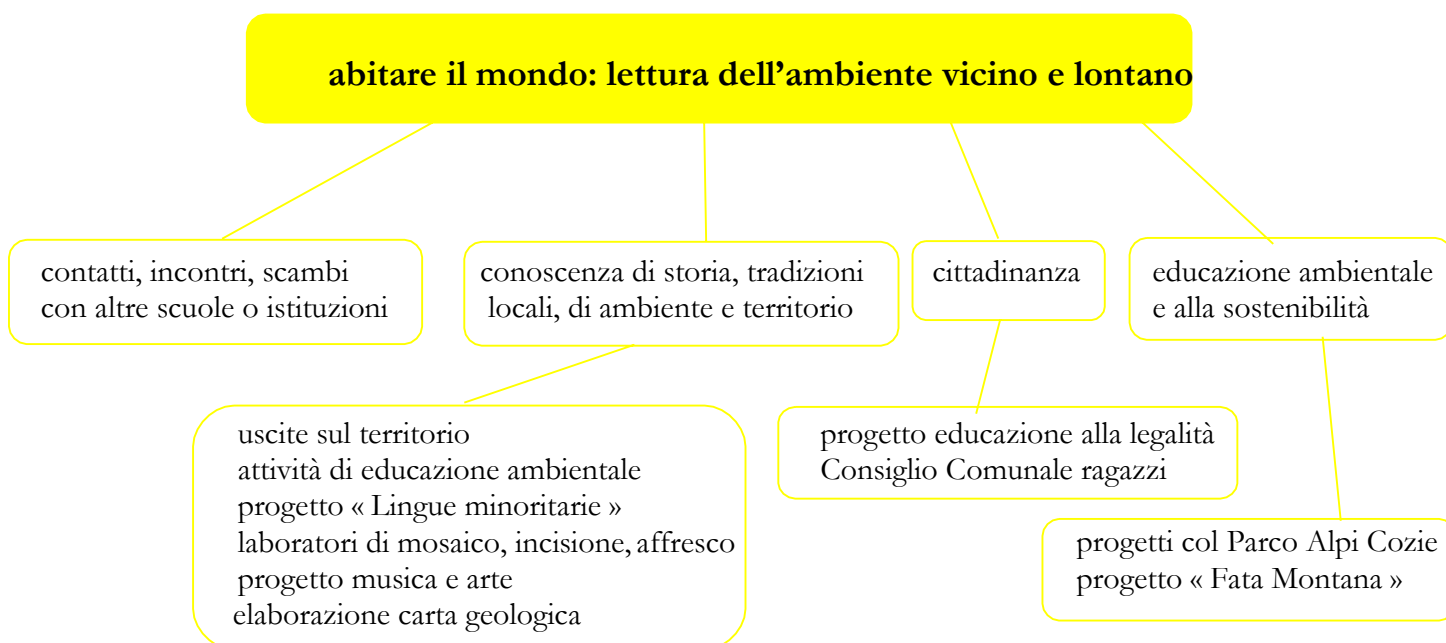 abitare il mondo: lettura dell’ambiente vicino e lontano
contatti, incontri, scambi
con altre scuole o istituzioni
conoscenza di storia, tradizioni
locali, di ambiente e territorio
cittadinanza
educazione ambientale
e alla sostenibilità
uscite sul territorio
attività di educazione ambientale
progetto « Lingue minoritarie »
laboratori di mosaico, incisione, affresco
progetto musica e arte
elaborazione carta geologica
progetto educazione alla legalità
Consiglio Comunale ragazzi
progetti col Parco Alpi Cozie
progetto « Fata Montana »